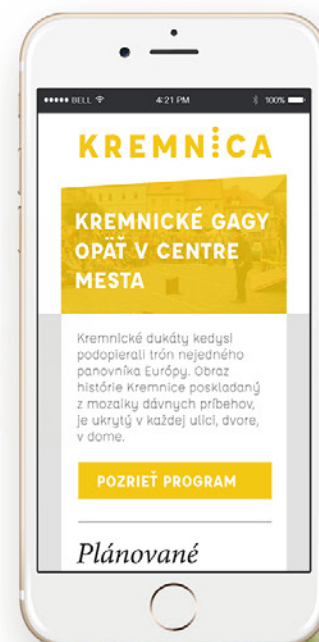 BELL 4:21 PM 100%
KREMNICA
KREMNICKÉ GAGY
OPÄŤ V CENTRE
MESTA
Kremnické dukáty kedysi
podopierali trón nejedného
panovníka Európy. Obraz
histórie Kremnice poskladaný
z mozaiky dávnych príbehov,
je ukrytý v každej ulici, dvore,
v dome.
POZRIEŤ PROGRAM
Plánované